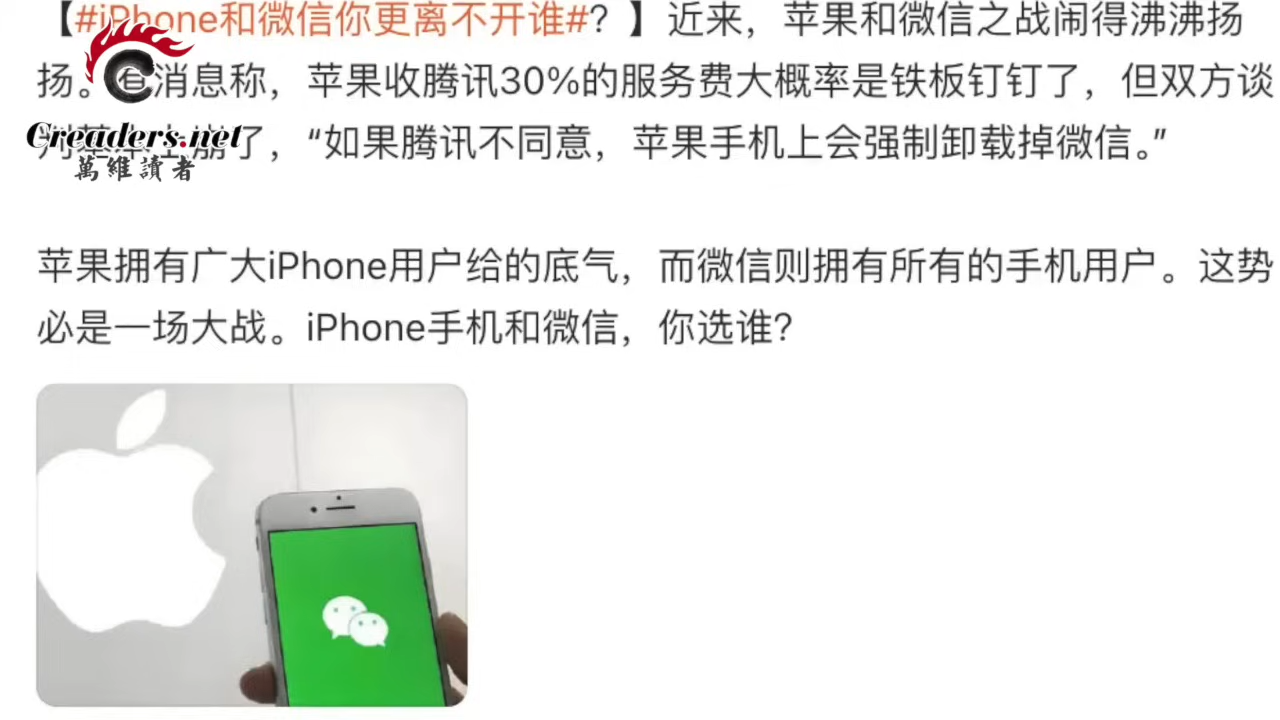 【#iPhone和微信你更离不开谁#？】近来，苹果和微信之战闹得沸沸扬
扬。有消息称，苹果收腾讯30%的服务费大概率是铁板钉钉了，但双方谈
了，“如果腾讯不同意，苹果手机上会强制卸载掉微信。”
Creaders.net
萬維讀者
苹果拥有广大iPhone用户给的底气，而微信则拥有所有的手机用户。这势
必是一场大战。iPhone手机和微信，你选谁？